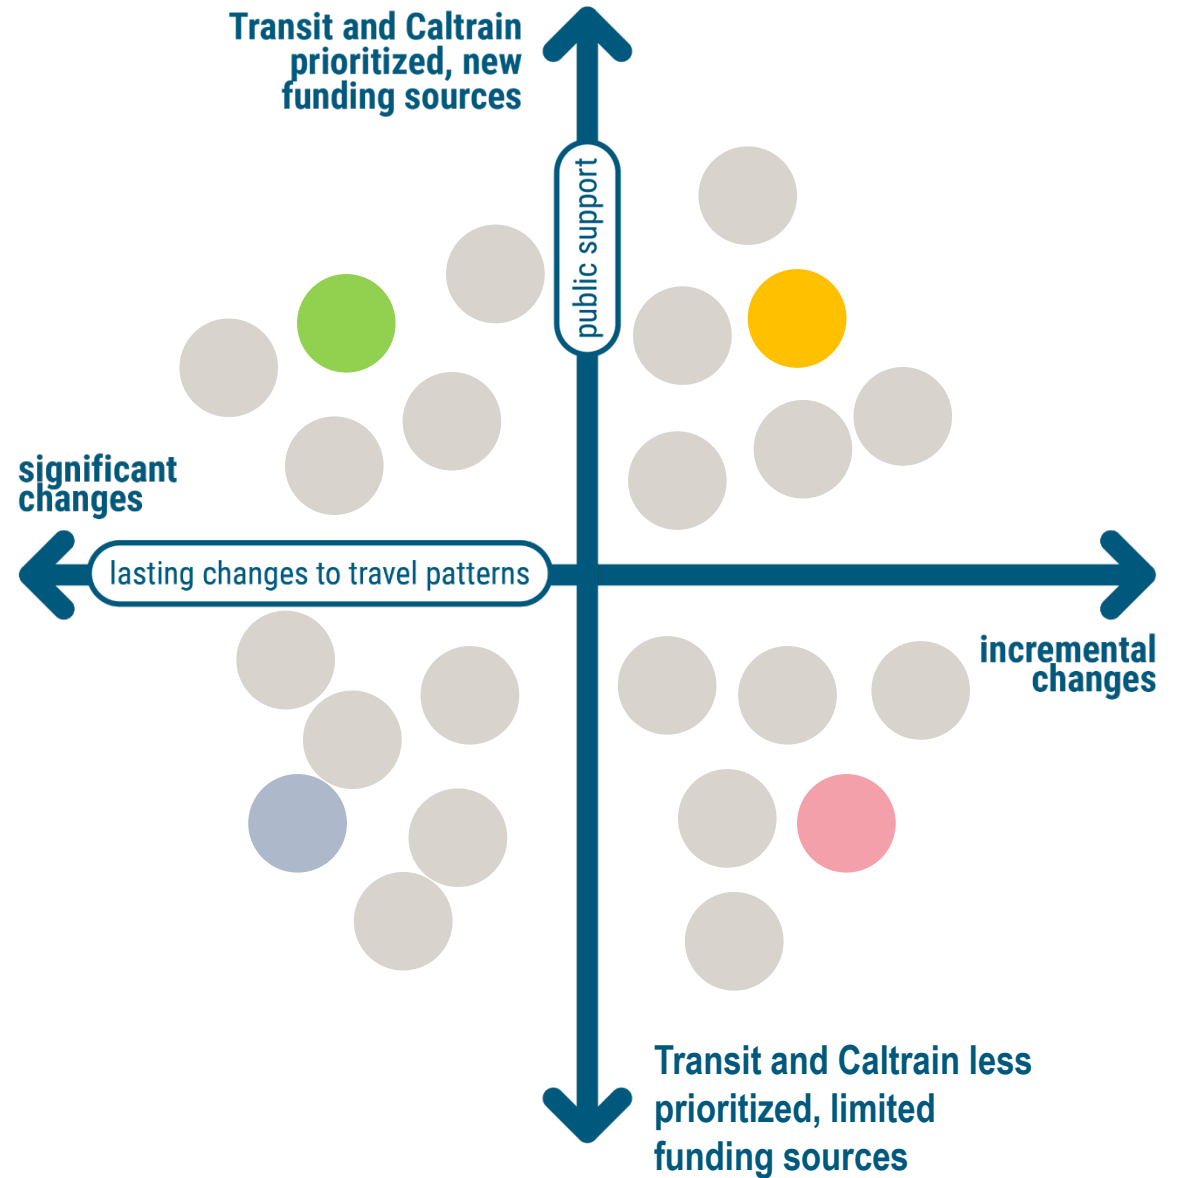 Transit and Caltrain
prioritized, new
funding sources
public support
significant
changes
lasting changes to travel patterns
incremental
changes
Transit and Caltrain less
prioritized, limited
funding sources